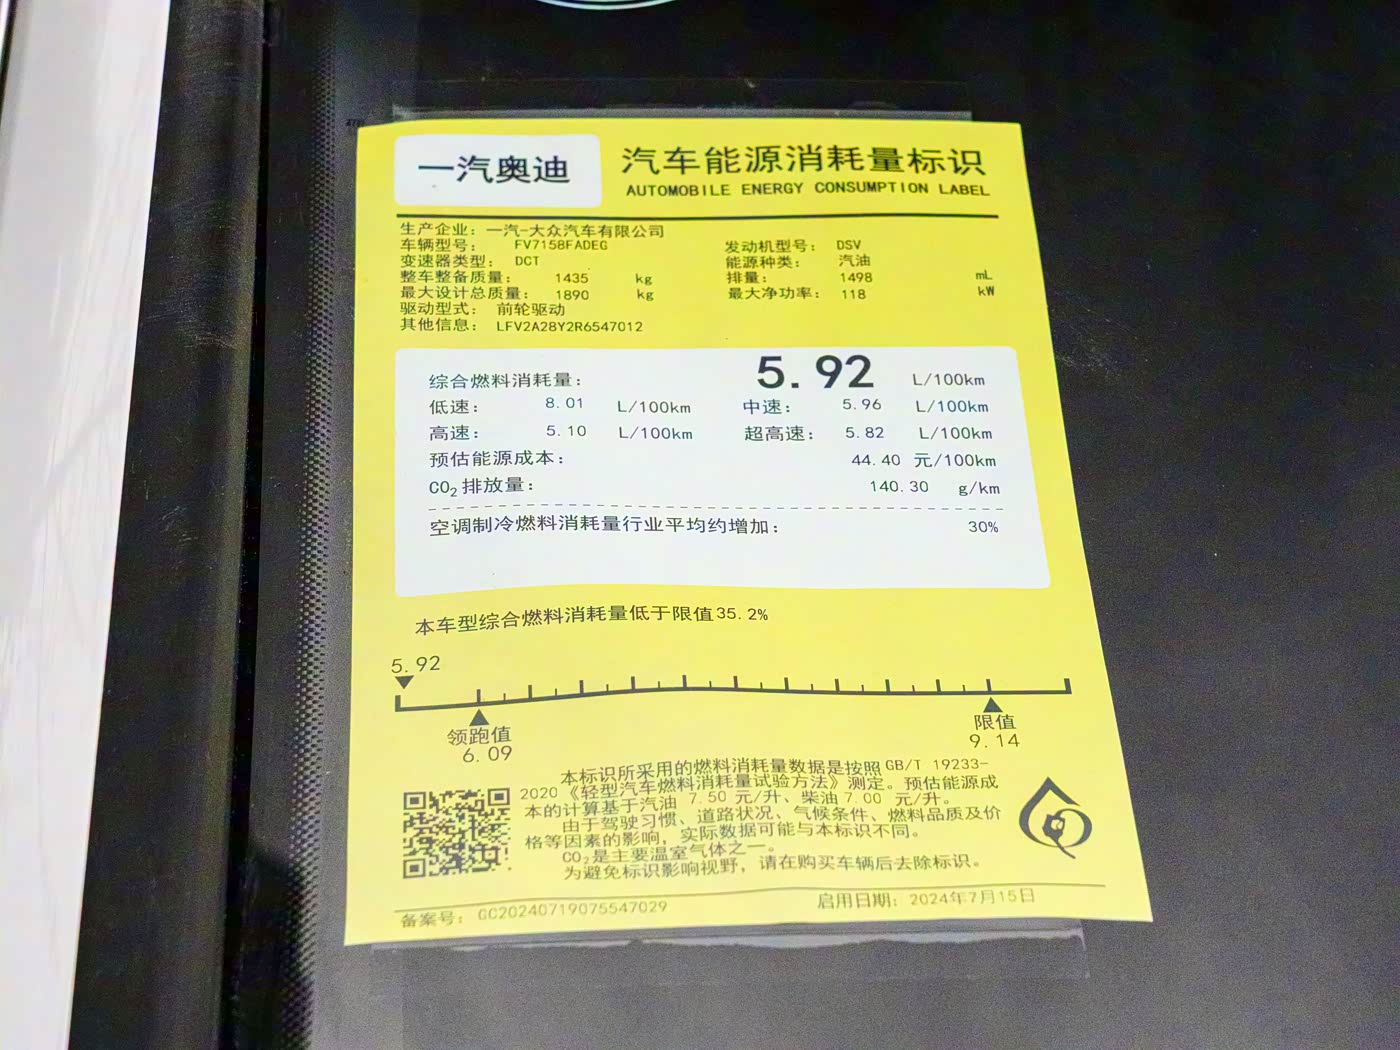 一汽奥迪
汽车能源消耗量标识
AUTOMOBILE ENERGY CONSUMPTION LABEL
生产企业：一汽-大众汽车有限公司
车辆型号： FV7158FADEG 发动机型号： DSV
变速器类型： DCT 能源种类： 汽油
整车整备质量： 1435 kg 排量： 1498 mL
最大设计总质量： 1890 kg 最大净功率： 118 kW
驱动型式： 前轮驱动
其他信息： LFV2A28Y2R6547012
综合燃料消耗量： 5.92 L/100km
低速： 8.01 L/100km 中速： 5.96 L/100km
高速： 5.10 L/100km 超高速： 5.82 L/100km
预估能源成本： 44.40 元/100km
CO₂排放量： 140.30 g/km
空调制冷燃料消耗量行业平均约增加： 30%
本车型综合燃料消耗量低于限值35.2%
5.92
领跑值 限值
6.09 9.14
本标识所采用的燃料消耗量数据是按照GB/T 19233-
2020《轻型汽车燃料消耗量试验方法》测定。预估能源成
本的计算基于汽油 7.50 元/升、柴油 7.00 元/升。
由于驾驶习惯、道路状况、气候条件、燃料品质及价
格等因素的影响，实际数据可能与本标识不同。
CO₂是主要温室气体之一。
为避免标识影响视野，请在购买车辆后去除标识。
备案号： GC20240719075547029 启用日期：2024年7月15日